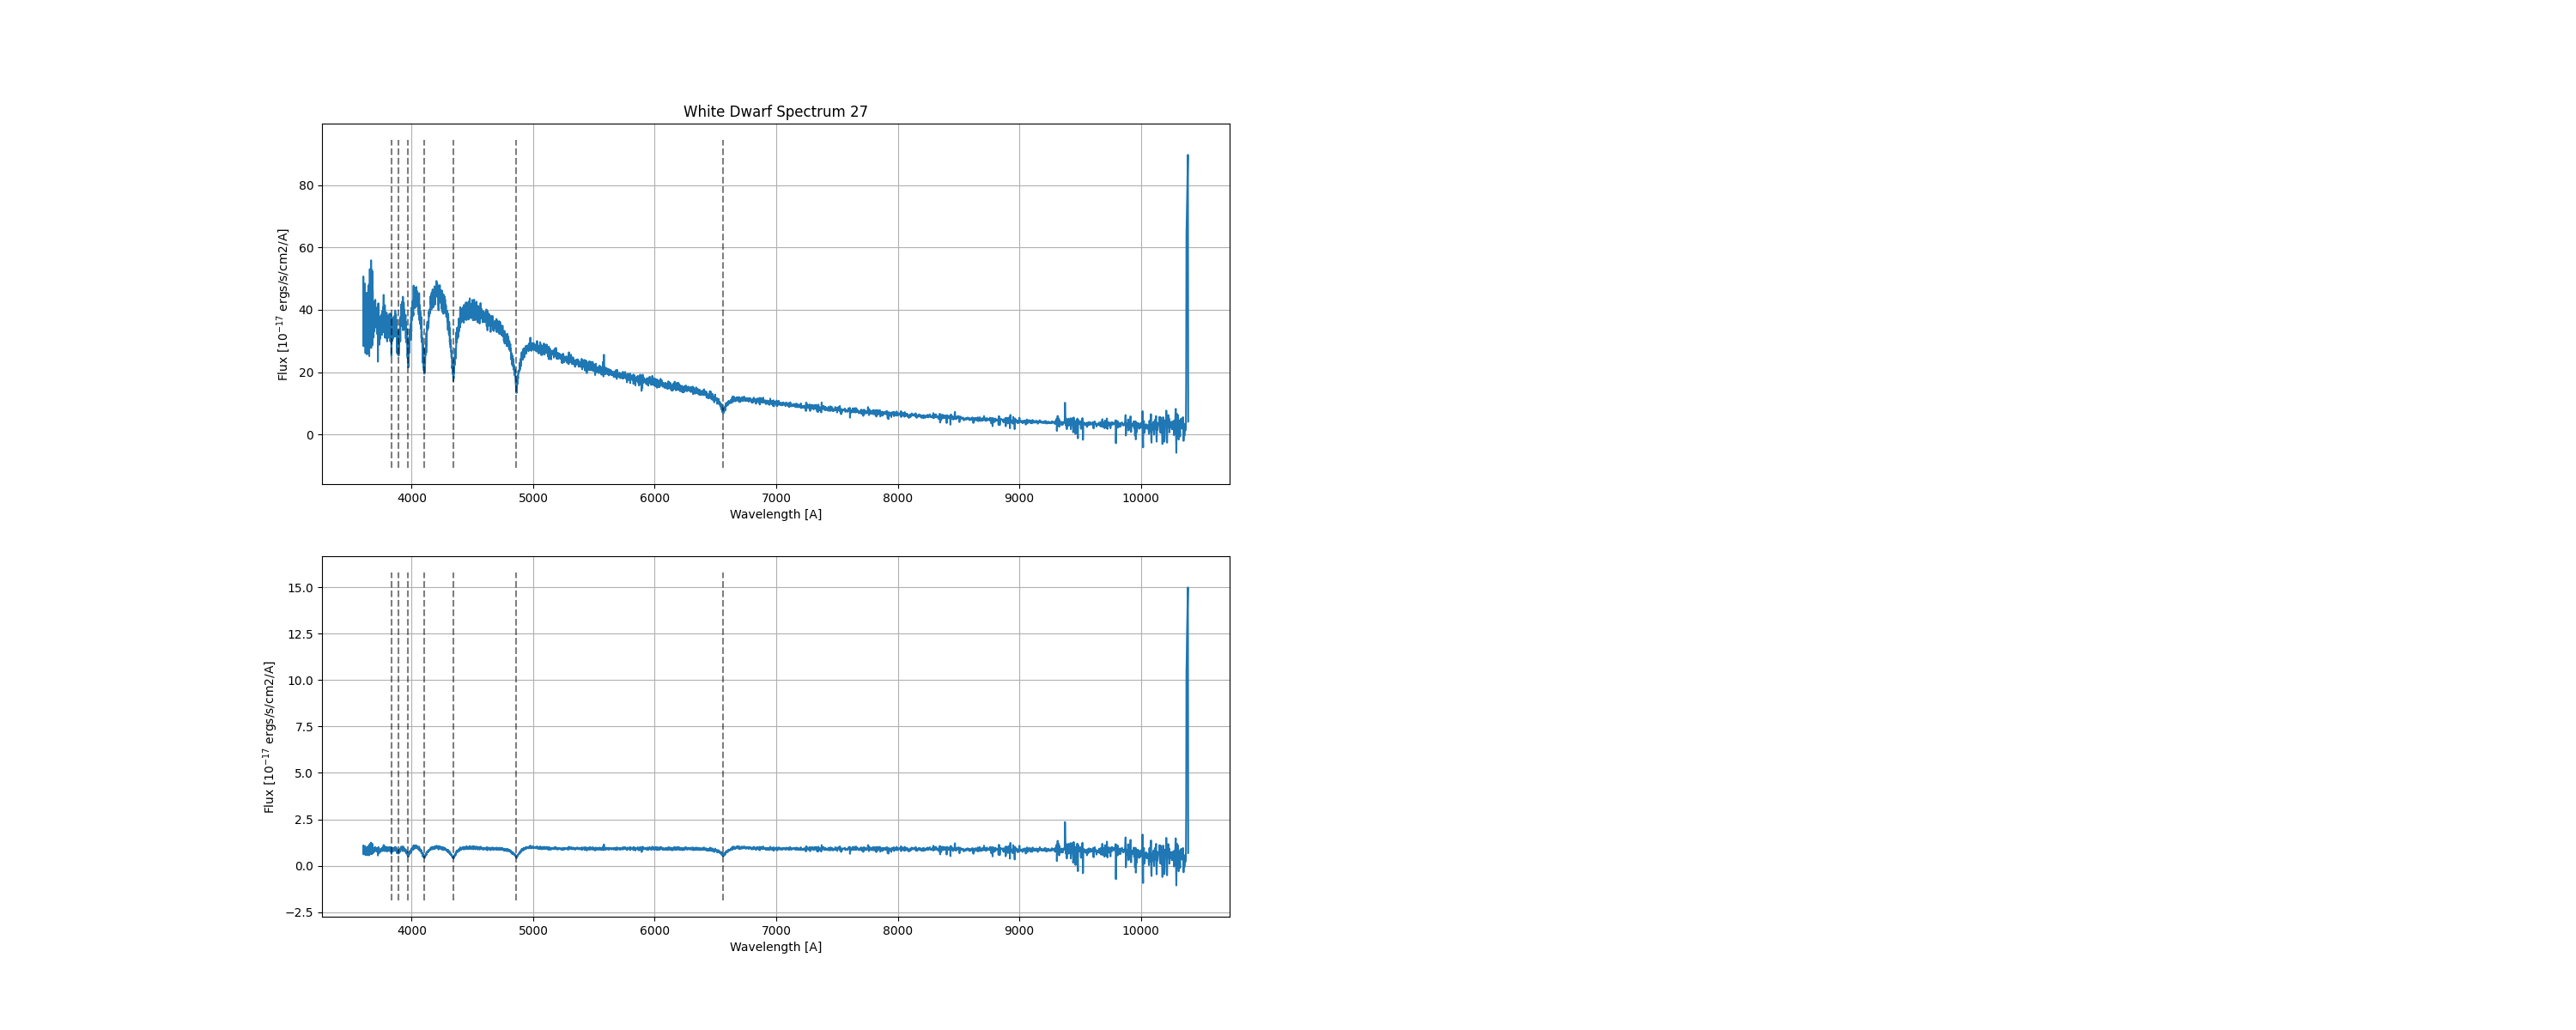 White Dwarf Spectrum 27
80
60
40
20
0
Flux [10⁻¹⁷ ergs/s/cm2/A]
4000 5000 6000 7000 8000 9000 10000
Wavelength [A]
15.0
12.5
10.0
7.5
5.0
2.5
0.0
−2.5
Flux [10⁻¹⁷ ergs/s/cm2/A]
4000 5000 6000 7000 8000 9000 10000
Wavelength [A]